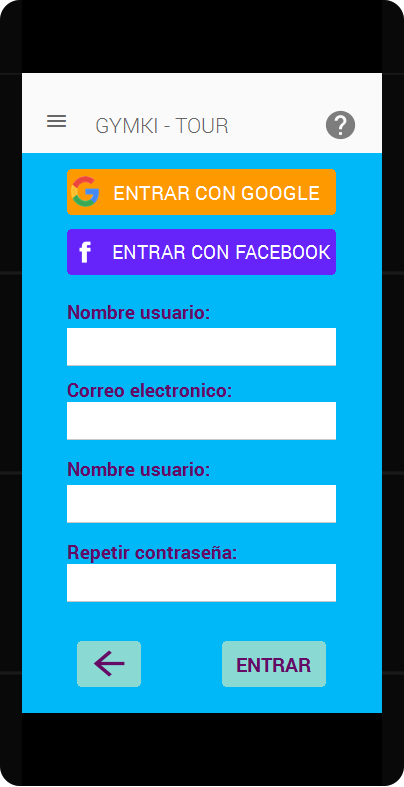 GYMKI - TOUR
?
ENTRAR CON GOOGLE
f ENTRAR CON FACEBOOK
Nombre usuario:
Correo electronico:
Nombre usuario:
Repetir contraseña:
ENTRAR